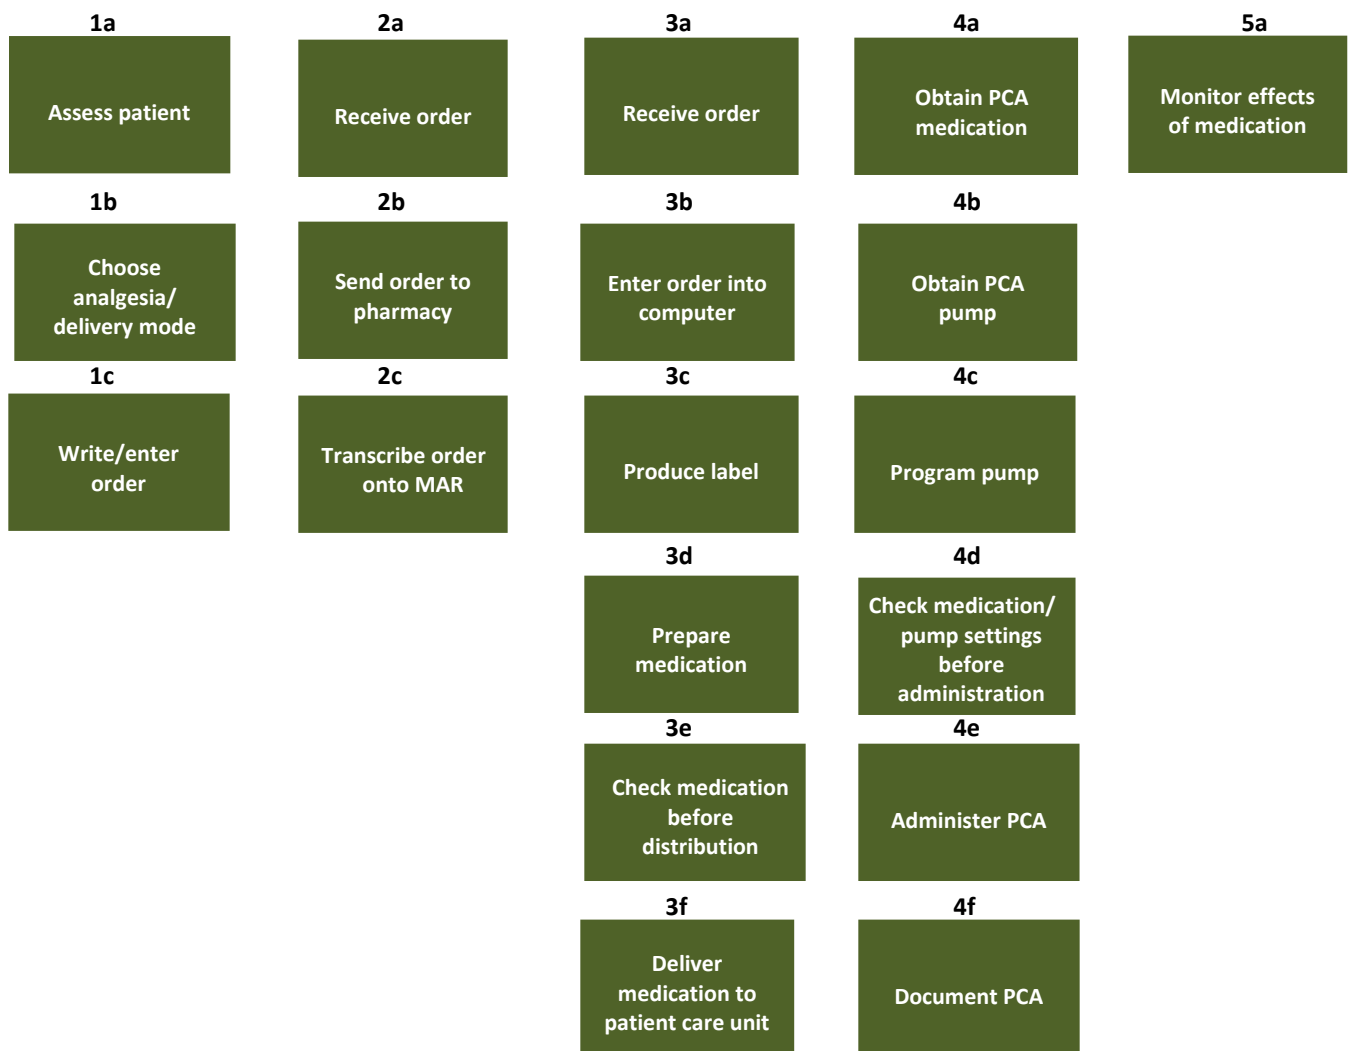 1a
Assess patient
1b
Choose
analgesia/
delivery mode
1c
Write/enter
order
2a
Receive order
2b
Send order to
pharmacy
2c
Transcribe order
onto MAR
3a
Receive order
3b
Enter order into
computer
3c
Produce label
3d
Prepare
medication
3e
Check medication
before
distribution
3f
Deliver
medication to
patient care unit
4a
Obtain PCA
medication
4b
Obtain PCA
pump
4c
Program pump
4d
Check medication/
pump settings
before
administration
4e
Administer PCA
4f
Document PCA
5a
Monitor effects
of medication